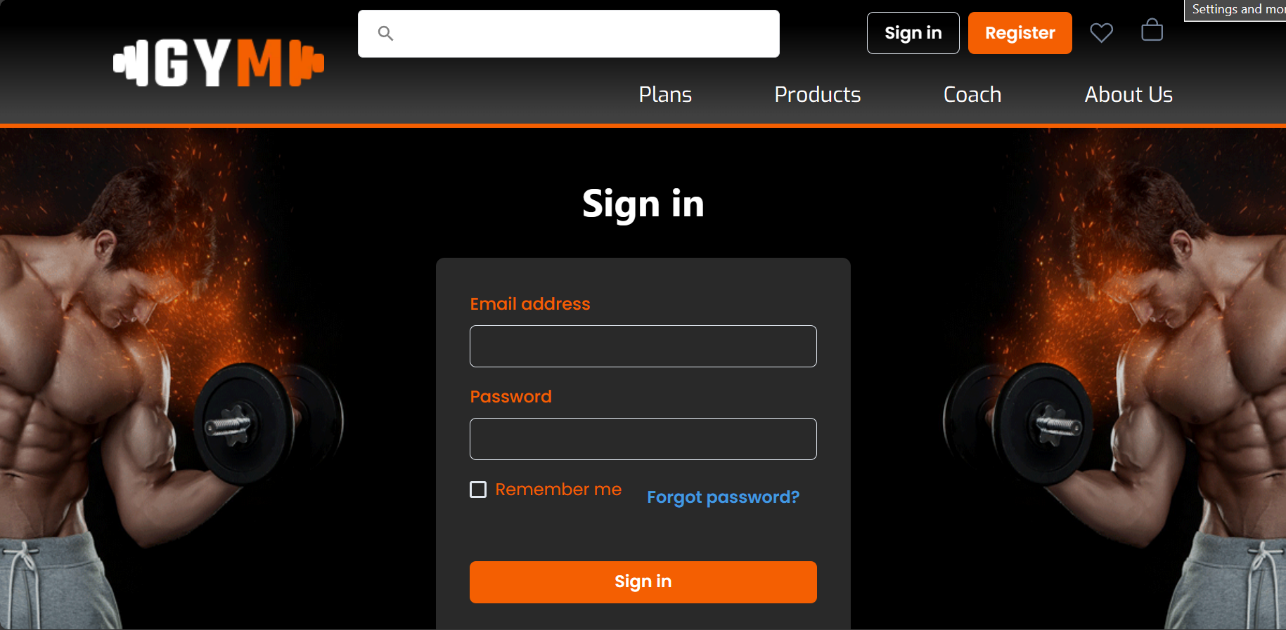 Settings and mor
GYM
Sign in
Register
Plans
Products
Coach
About Us
Sign in
Email address
Password
Remember me
Forgot password?
Sign in